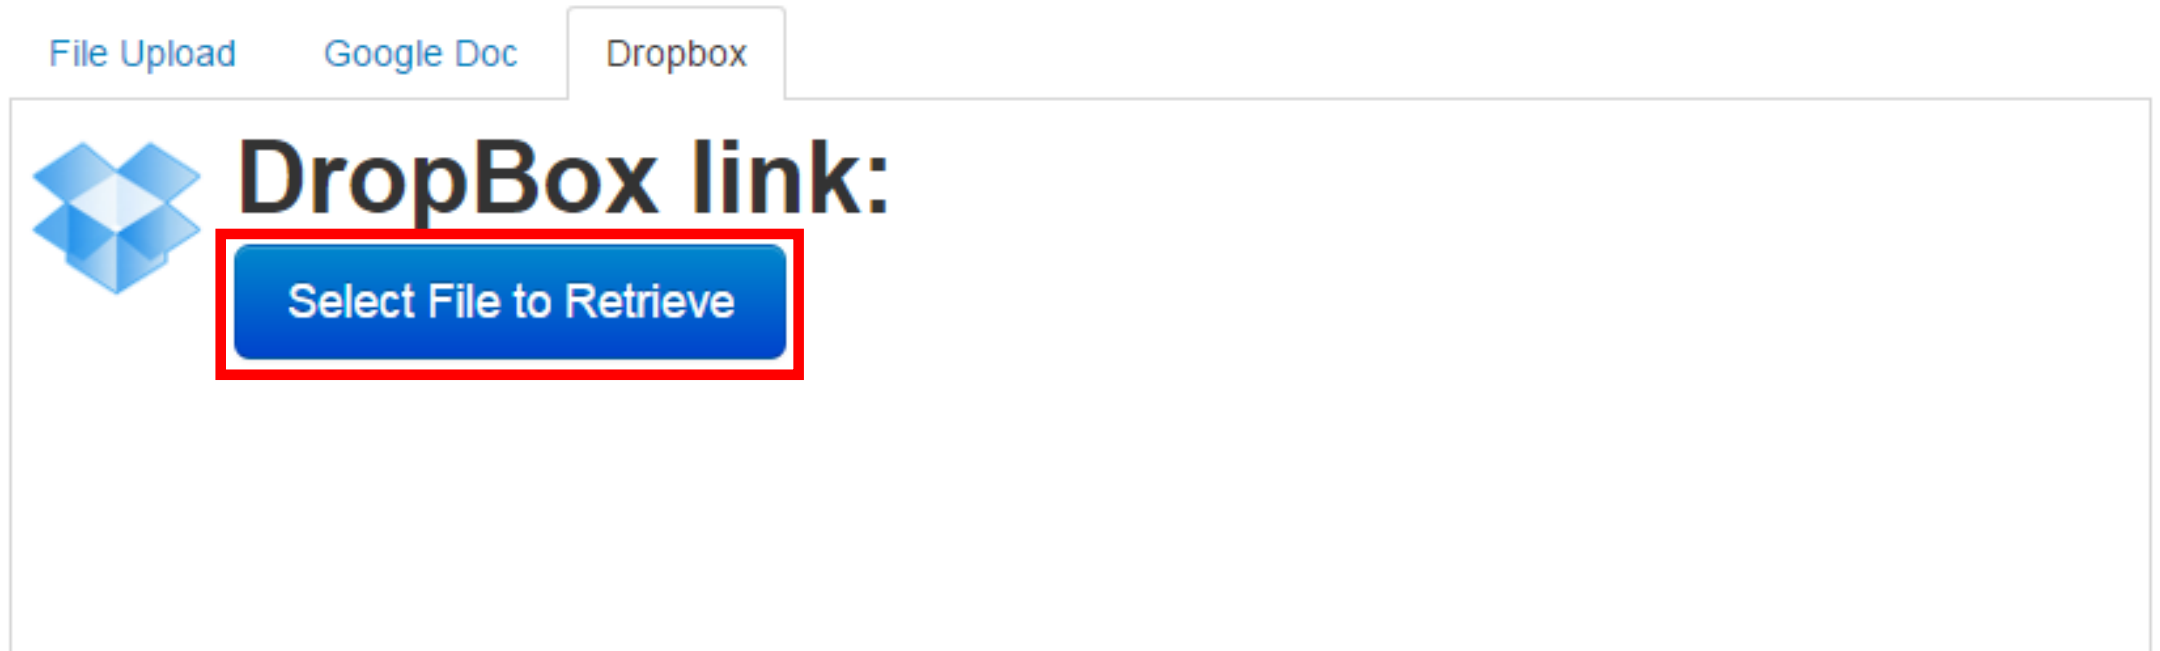 File Upload Google Doc Dropbox
DropBox link:
Select File to Retrieve